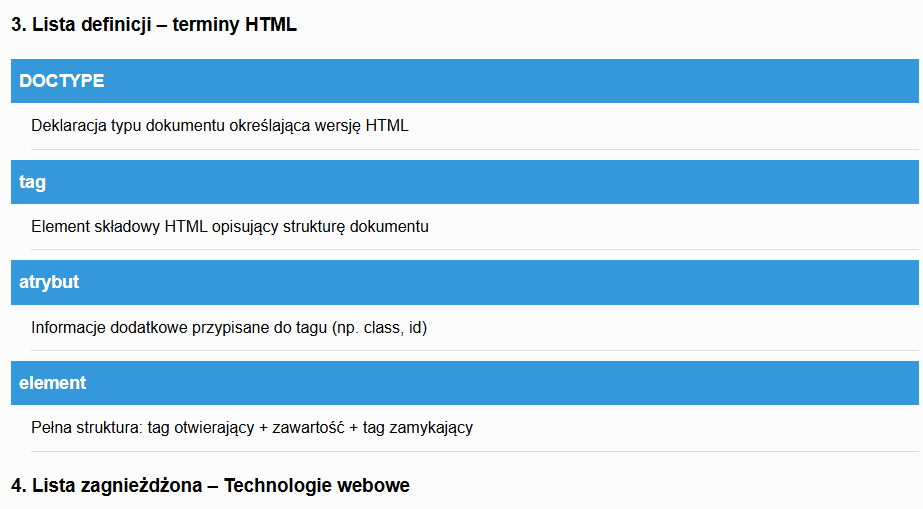 3. Lista definicji – terminy HTML
DOCTYPE
Deklaracja typu dokumentu określająca wersję HTML
tag
Element składowy HTML opisujący strukturę dokumentu
atrybut
Informacje dodatkowe przypisane do tagu (np. class, id)
element
Pełna struktura: tag otwierający + zawartość + tag zamykający
4. Lista zagnieżdżona – Technologie webowe